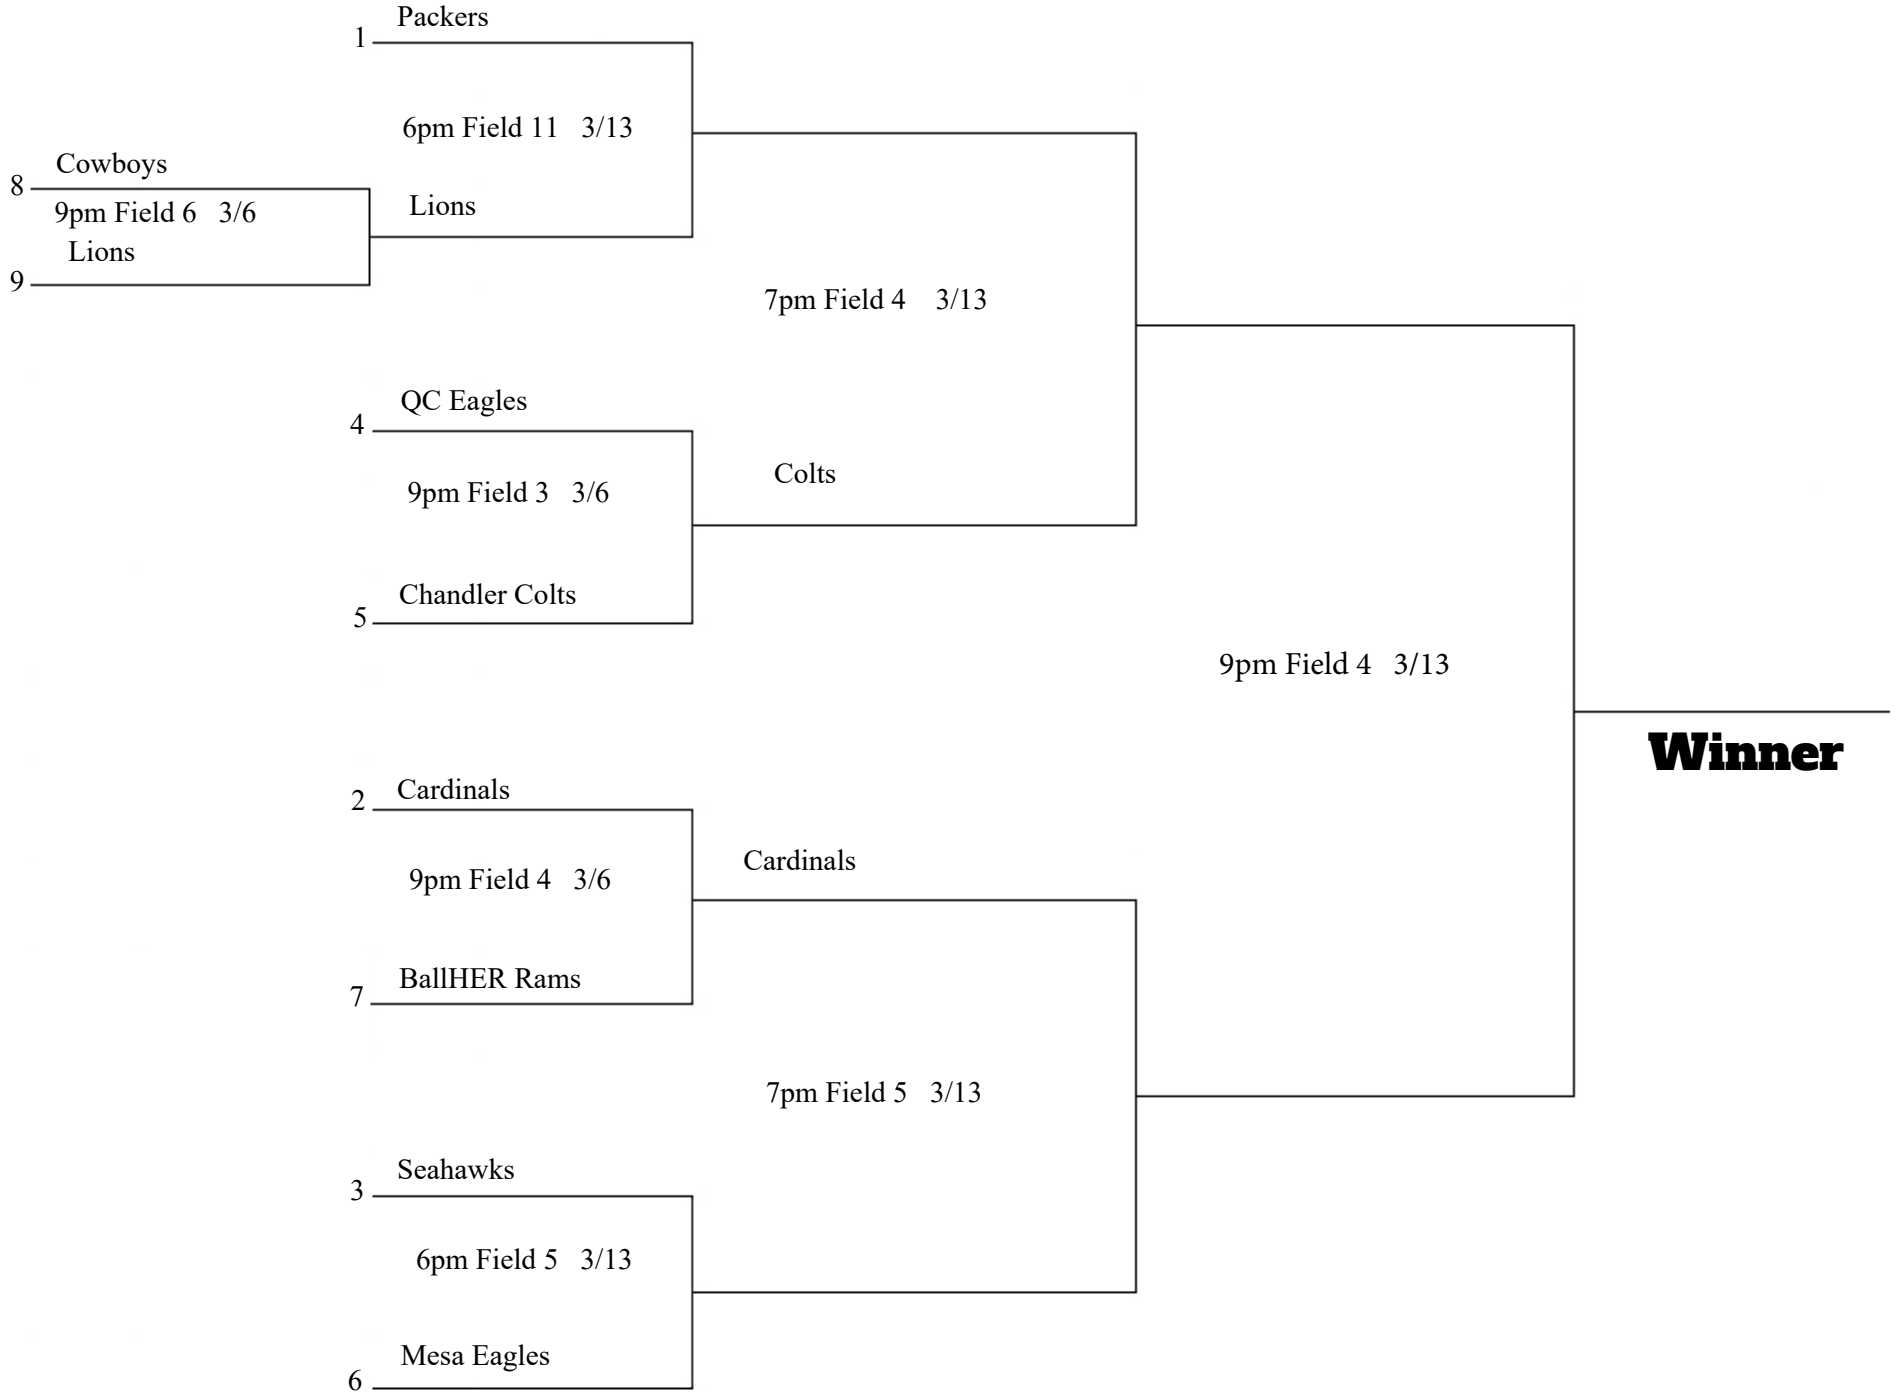 Packers
1
6pm Field 11 3/13
Cowboys
8
9pm Field 6 3/6
Lions
Lions
9
7pm Field 4 3/13
QC Eagles
4
Colts
9pm Field 3 3/6
Chandler Colts
5
9pm Field 4 3/13
Winner
Cardinals
2
Cardinals
9pm Field 4 3/6
BallHER Rams
7
7pm Field 5 3/13
Seahawks
3
6pm Field 5 3/13
Mesa Eagles
6